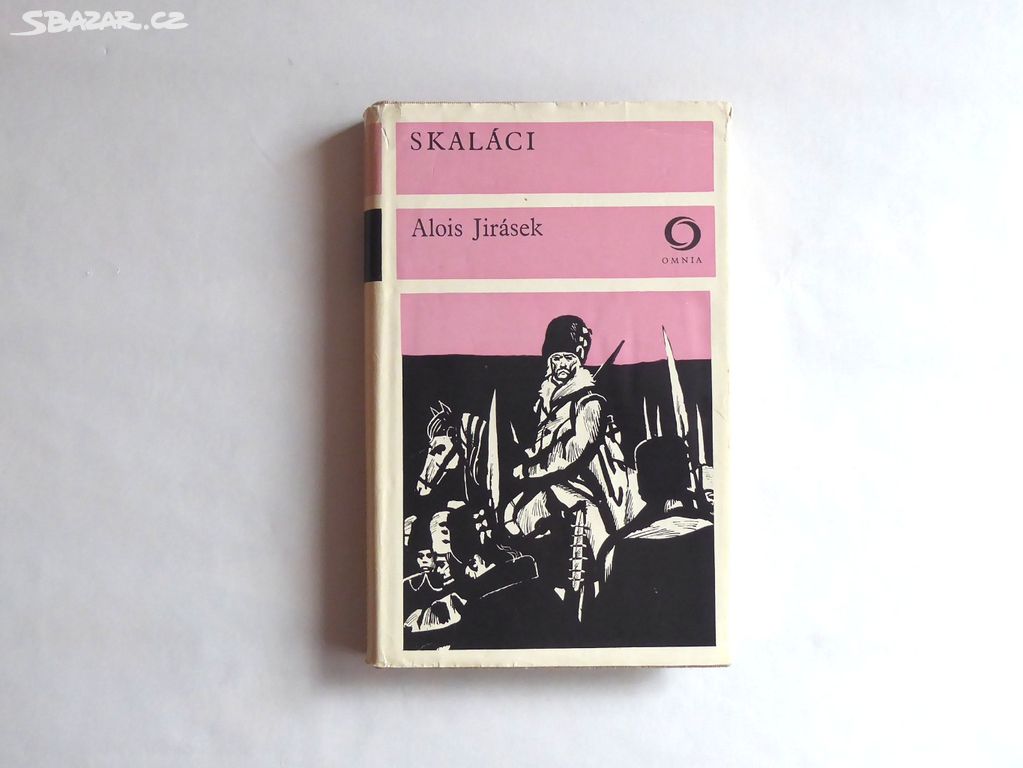 SBAZAR.CZ
SKALÁCI
Alois Jirásek
OMNIA